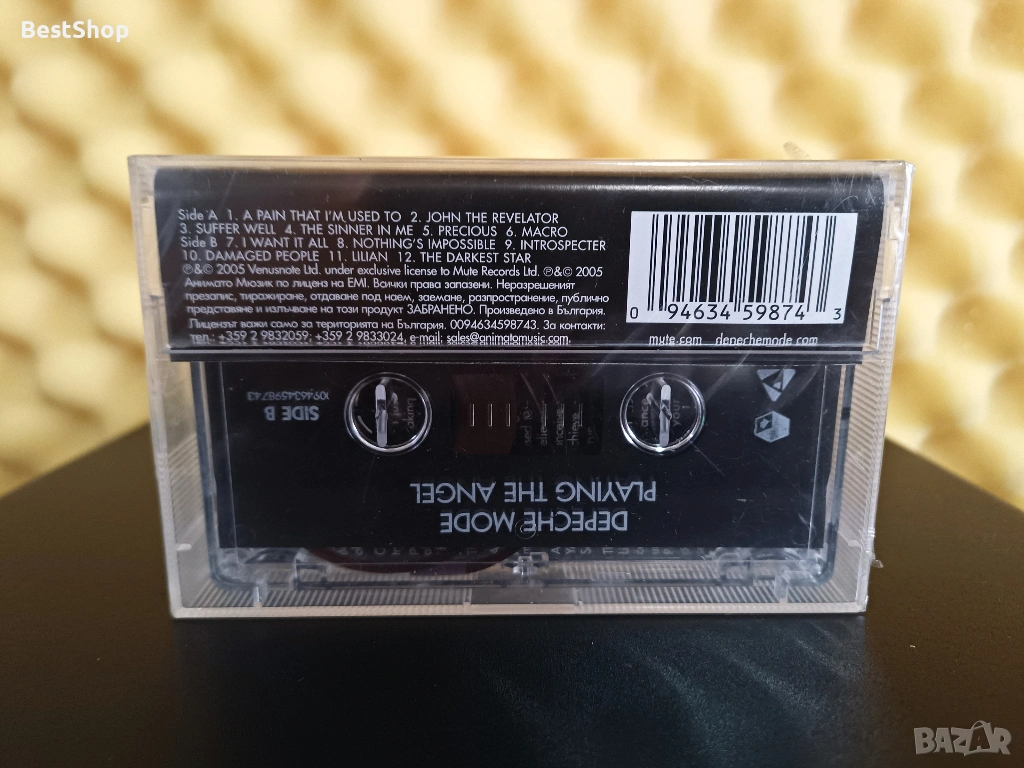 BestShop
Side A 1. A PAIN THAT I'M USED TO 2. JOHN THE REVELATOR
3. SUFFER WELL 4. THE SINNER IN ME 5. PRECIOUS 6. MACRO
Side B 7. I WANT IT ALL 8. NOTHING'S IMPOSSIBLE 9. INTROSPECTER
10. DAMAGED PEOPLE 11. LILIAN 12. THE DARKEST STAR
℗&© 2005 Venusnote Ltd. under exclusive license to Mute Records Ltd. ℗&© 2005
Анимато Мюзик по лиценз на EMI. Всички права запазени. Неразрешеният
презапис, тиражиране, отдаване под наем, заемане, разпространение, публично
представяне и излъчване на този продукт ЗАБРАНЕНО. Произведено в България.
Лицензът важи само за територията на България. 0094634598743. За контакти:
тел.: +359 2 9832059; +359 2 9833024, e-mail: sales@animatomusic.com
0 94634 59874 3
mute.com depechemode.com
SIDE B
X094634598743
DEPECHE MODE
PLAYING THE ANGEL
BAZAR